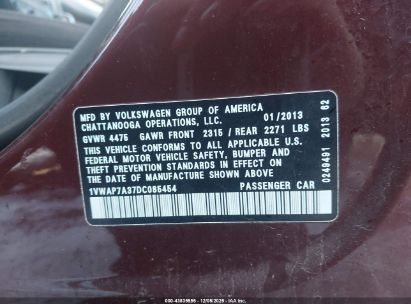 MFD BY VOLKSWAGEN GROUP OF AMERICA
CHATTANOOGA OPERATIONS, LLC. 01/2013
GVWR 4475 GAWR FRONT 2315 / REAR 2271 LBS
THIS VEHICLE CONFORMS TO ALL APPLICABLE U.S.
FEDERAL MOTOR VEHICLE SAFETY, BUMPER AND
THEFT PREVENTION STANDARDS IN EFFECT ON THE
DATE OF MANUFACTURE SHOWN ABOVE
1VWAP7A37DC085454 PASSENGER CAR
0249491 2013 62